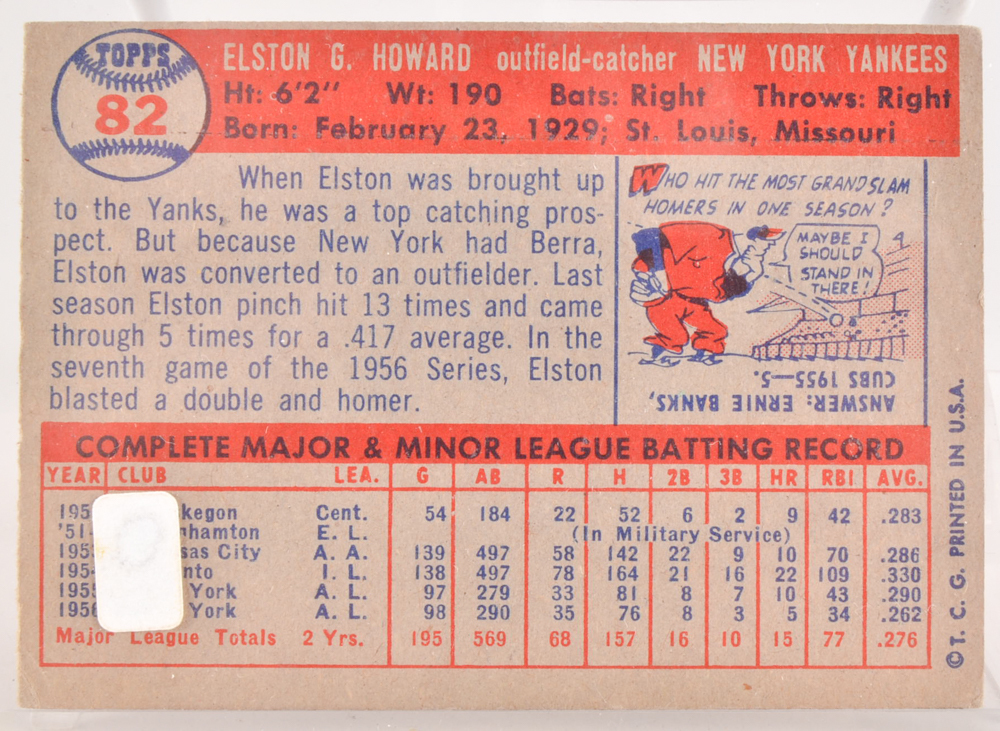 TOPPS
82
ELSTON G. HOWARD outfield-catcher NEW YORK YANKEES
Ht: 6'2" Wt: 190 Bats: Right Throws: Right
Born: February 23, 1929; St. Louis, Missouri
When Elston was brought up
to the Yanks, he was a top catching pros-
pect. But because New York had Berra,
Elston was converted to an outfielder. Last
season Elston pinch hit 13 times and came
through 5 times for a .417 average. In the
seventh game of the 1956 Series, Elston
blasted a double and homer.
WHO HIT THE MOST GRAND SLAM
HOMERS IN ONE SEASON?
MAYBE I
SHOULD
STAND IN
THERE!
4
ANSWER: ERNIE BANKS,
CUBS 1955—5.
COMPLETE MAJOR & MINOR LEAGUE BATTING RECORD
YEAR CLUB LEA. G AB R H 2B 3B HR RBI AVG.
195 kegon Cent. 54 184 22 52 6 2 9 42 .283
'51 hamton E. L. (In Military Service)
195 sas City A. A. 139 497 58 142 22 9 10 70 .286
195 nto I. L. 138 497 78 164 21 16 22 109 .330
195 York A. L. 97 279 33 81 8 7 10 43 .290
195 York A. L. 98 290 35 76 8 3 5 34 .262
Major League Totals 2 Yrs. 195 569 68 157 16 10 15 77 .276
©T. C. G. PRINTED IN U.S.A.